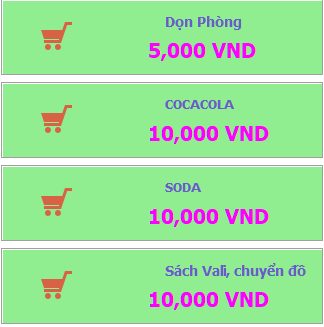 Dọn Phòng
5,000 VND
COCACOLA
10,000 VND
SODA
10,000 VND
Sách Vali, chuyển đồ
10,000 VND